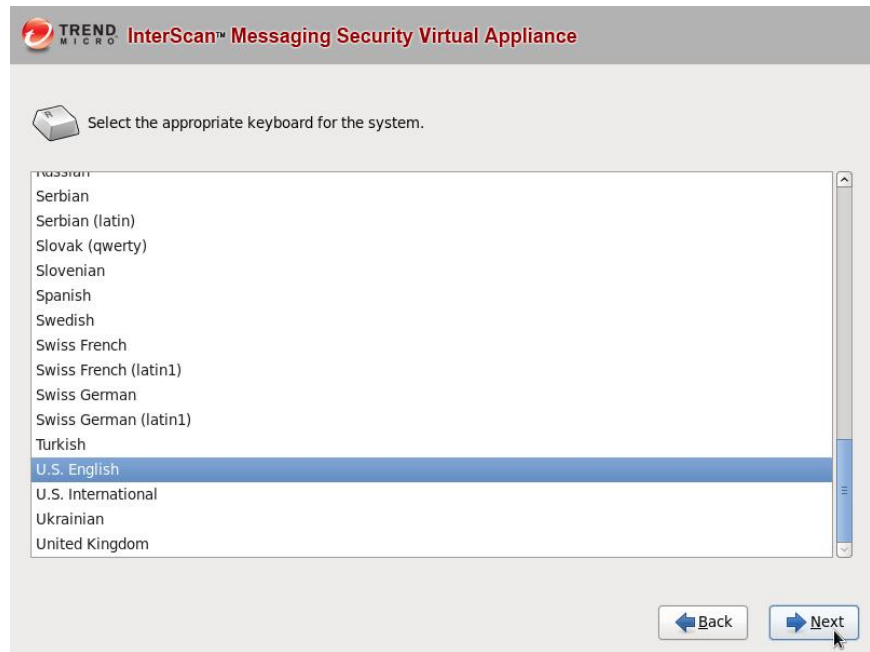 TREND MICRO InterScan™ Messaging Security Virtual Appliance
R
Select the appropriate keyboard for the system.
Russian
Serbian
Serbian (latin)
Slovak (qwerty)
Slovenian
Spanish
Swedish
Swiss French
Swiss French (latin1)
Swiss German
Swiss German (latin1)
Turkish
U.S. English
U.S. International
Ukrainian
United Kingdom
Back Next